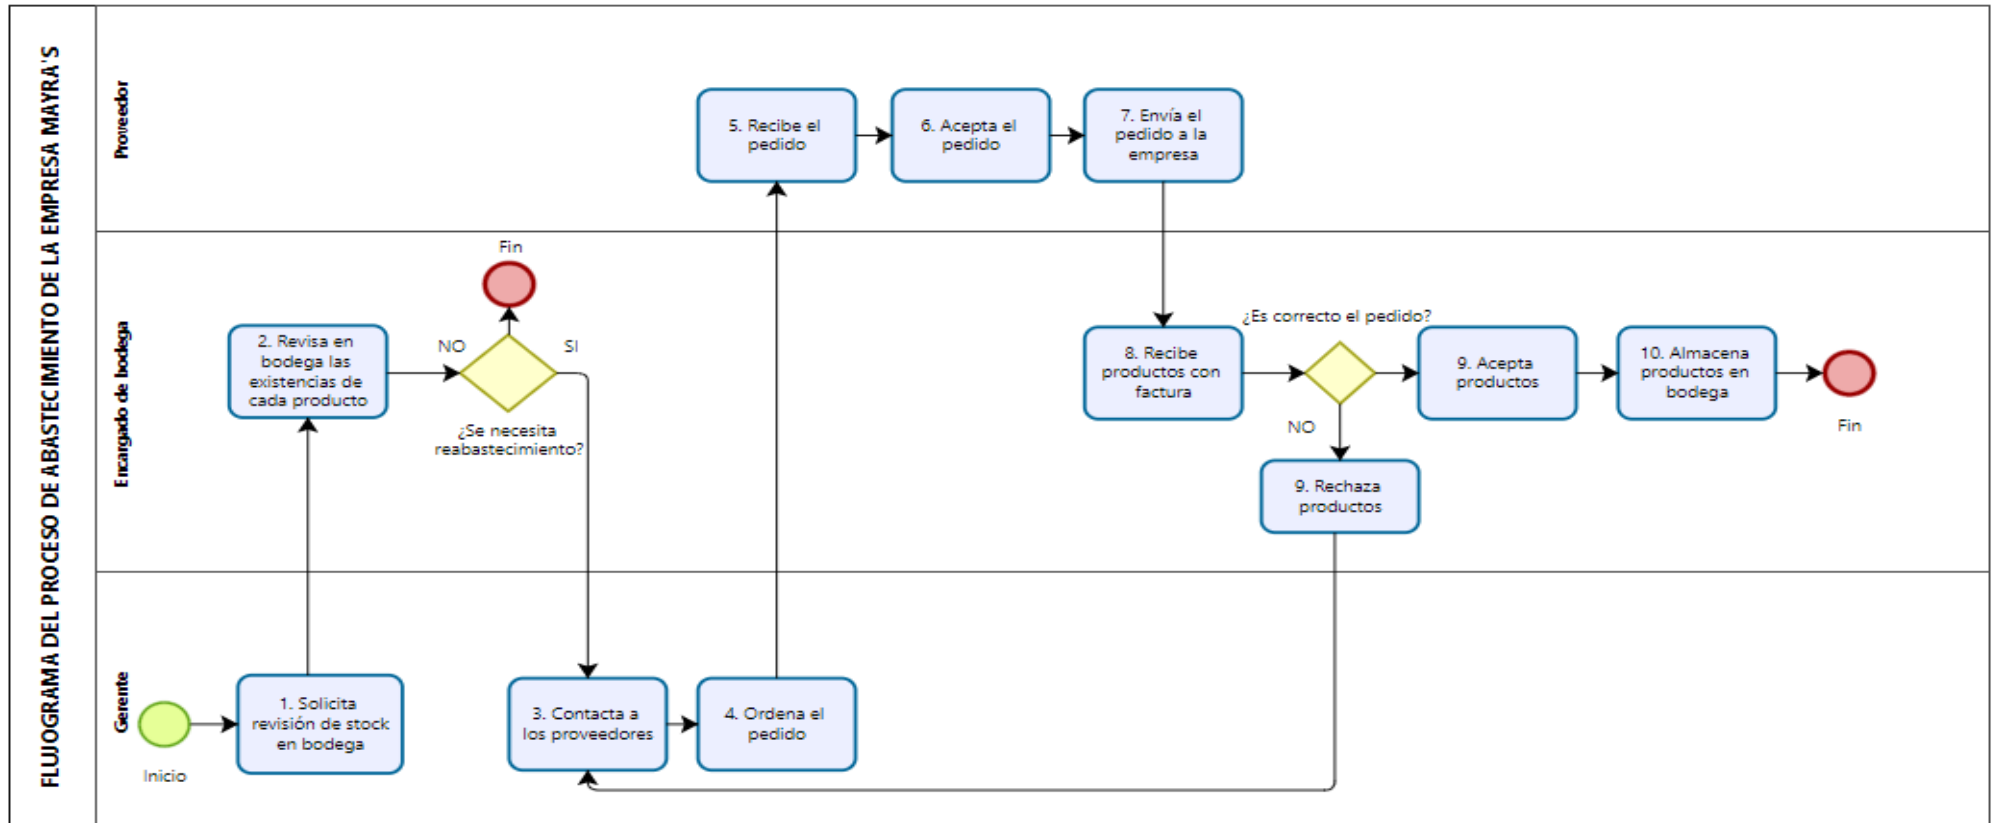 FLUJOGRAMA DEL PROCESO DE ABASTECIMIENTO DE LA EMPRESA MAYRA'S
Proveedor
5. Recibe el
pedido
6. Acepta el
pedido
7. Envía el
pedido a la
empresa
Encargado de bodega
Fin
2. Revisa en
bodega las
existencias de
cada producto
NO
SI
¿Se necesita
reabastecimiento?
8. Recibe
productos con
factura
¿Es correcto el pedido?
NO
9. Acepta
productos
10. Almacena
productos en
bodega
Fin
9. Rechaza
productos
Gerente
Inicio
1. Solicita
revisión de stock
en bodega
3. Contacta a
los proveedores
4. Ordena el
pedido